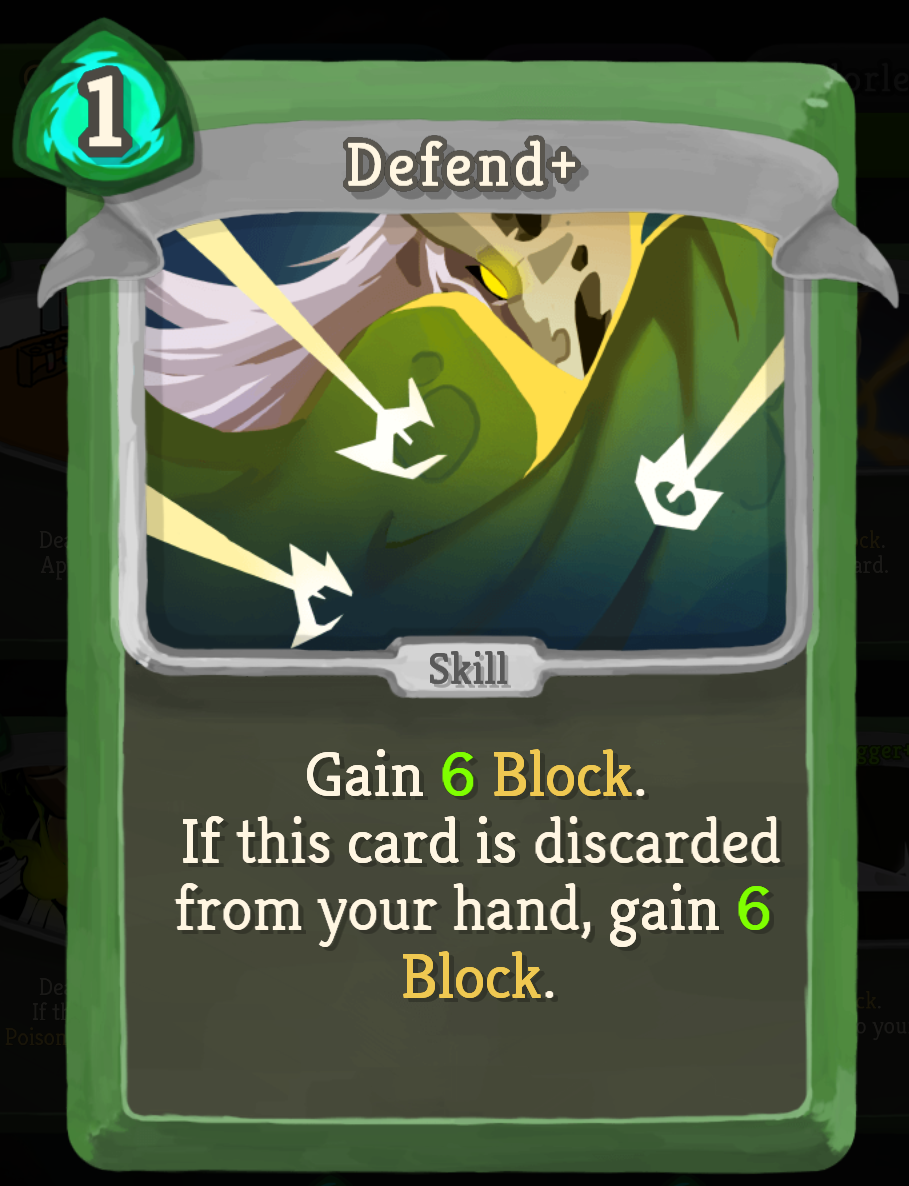 1
Defend+
Skill
Gain 6 Block.
If this card is discarded
from your hand, gain 6
Block.